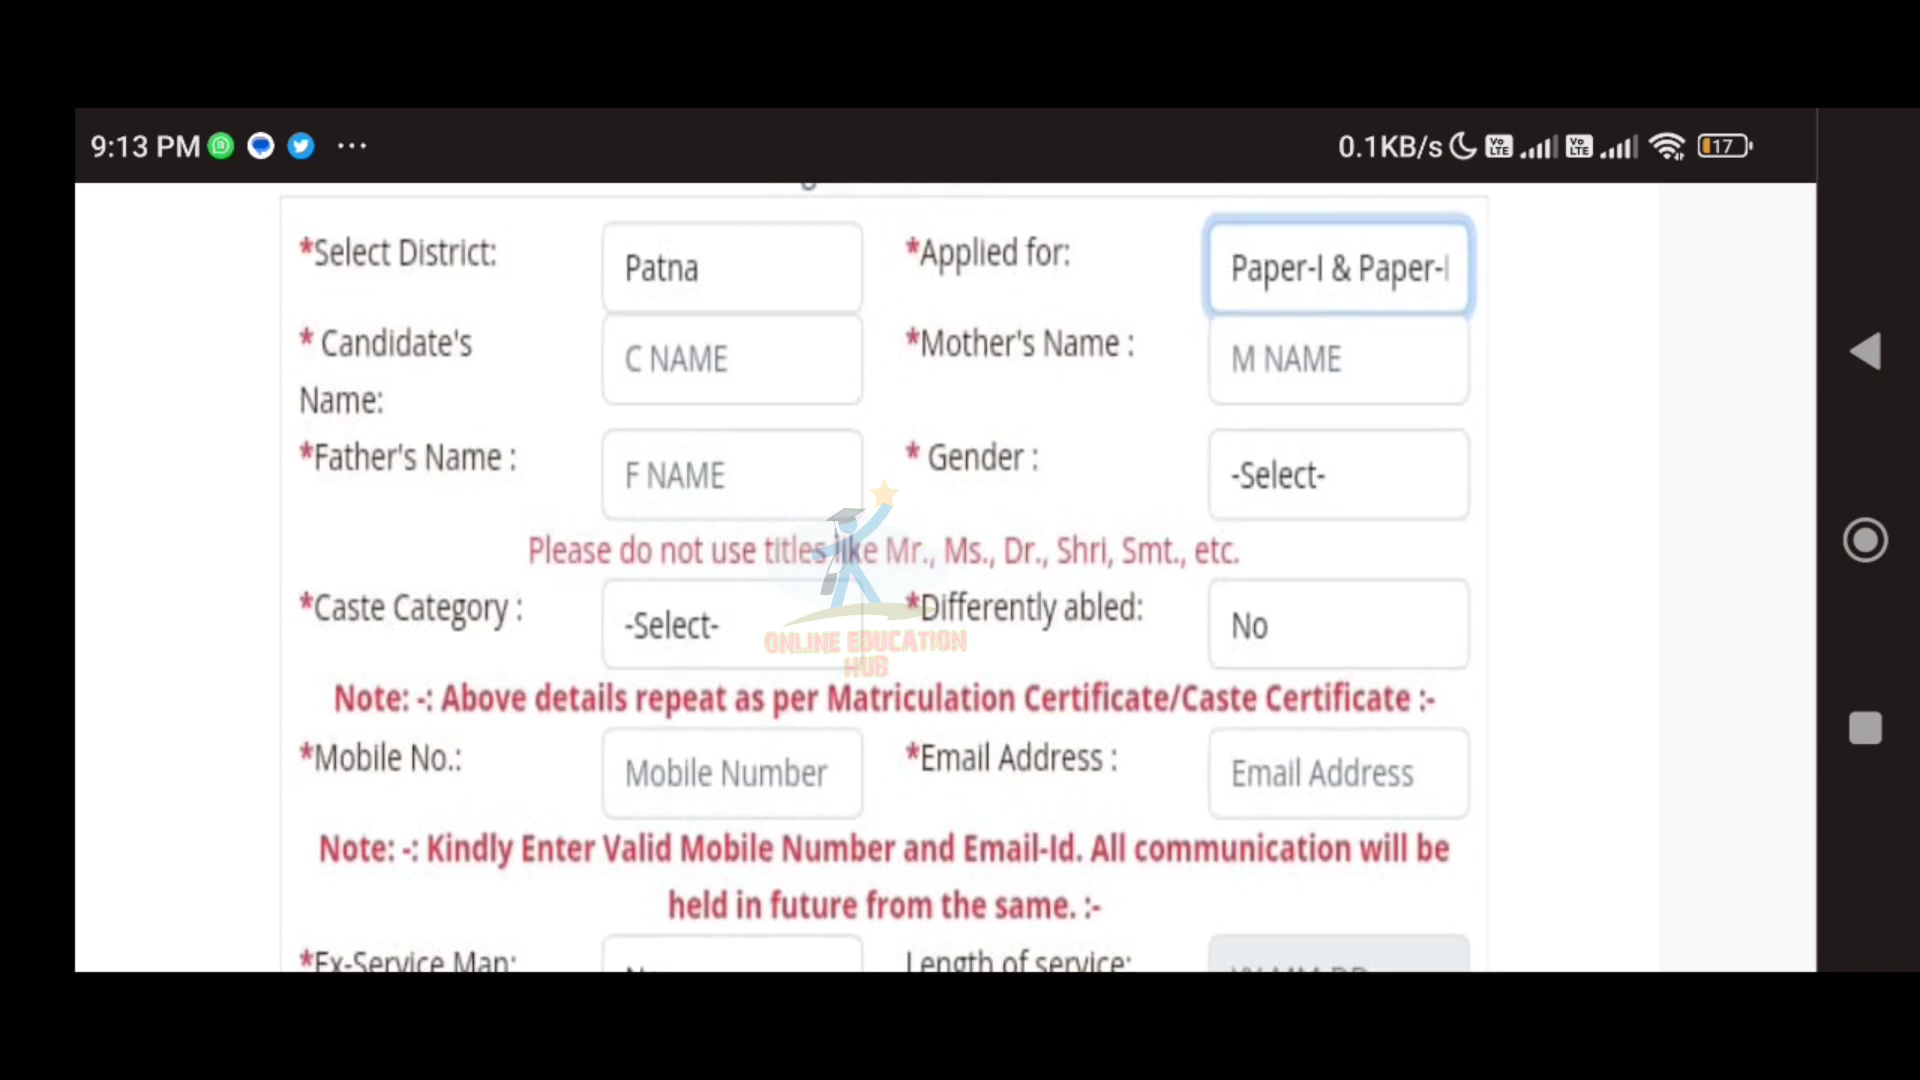 9:13 PM ... 0.1KB/s Vo LTE Vo LTE 17
*Select District: Patna *Applied for: Paper-I & Paper-I
* Candidate's Name: C NAME *Mother's Name : M NAME
*Father's Name : F NAME * Gender : -Select-
Please do not use titles like Mr., Ms., Dr., Shri, Smt., etc.
*Caste Category : -Select- *Differently abled: No
ONLINE EDUCATION
HUB
Note: -: Above details repeat as per Matriculation Certificate/Caste Certificate :-
*Mobile No.: Mobile Number *Email Address : Email Address
Note: -: Kindly Enter Valid Mobile Number and Email-Id. All communication will be
held in future from the same. :-
*Ex-Service Man: Length of service: